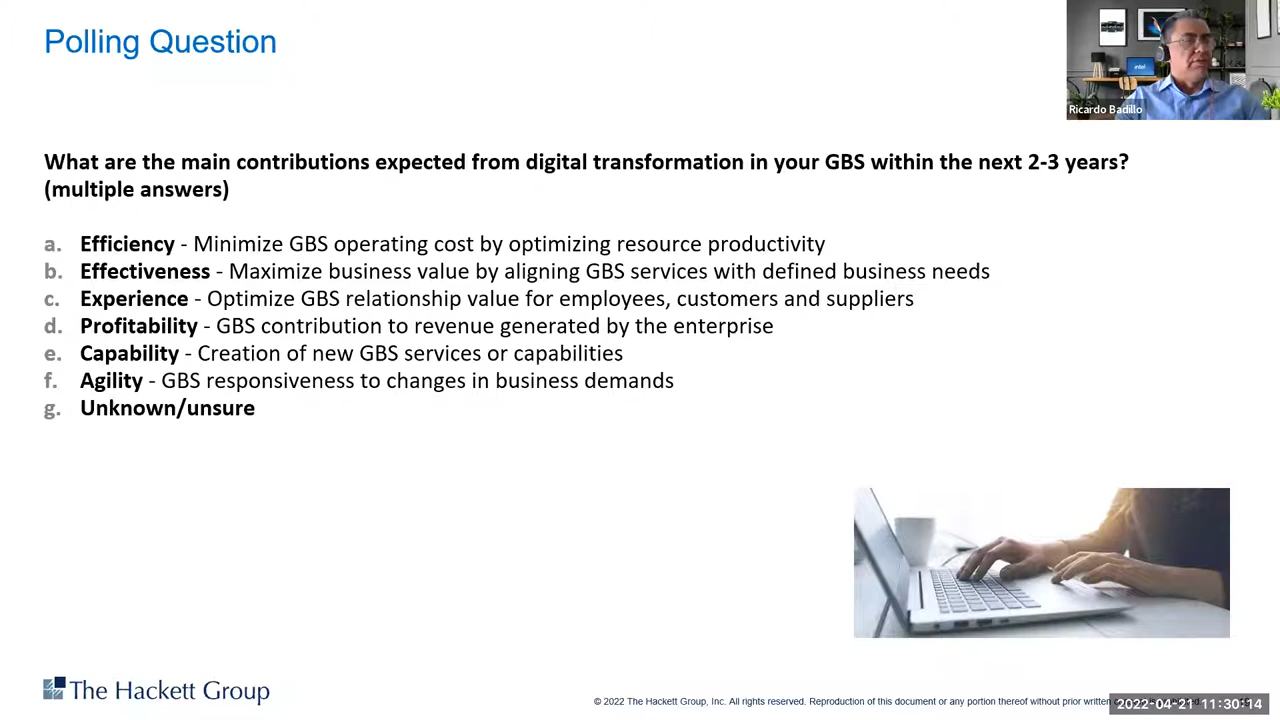 Polling Question
intel
Ricardo Badillo
What are the main contributions expected from digital transformation in your GBS within the next 2-3 years?
(multiple answers)
a. Efficiency - Minimize GBS operating cost by optimizing resource productivity
b. Effectiveness - Maximize business value by aligning GBS services with defined business needs
c. Experience - Optimize GBS relationship value for employees, customers and suppliers
d. Profitability - GBS contribution to revenue generated by the enterprise
e. Capability - Creation of new GBS services or capabilities
f. Agility - GBS responsiveness to changes in business demands
g. Unknown/unsure
The Hackett Group
© 2022 The Hackett Group, Inc. All rights reserved. Reproduction of this document or any portion thereof without prior written
2022-04-21 11:30:14